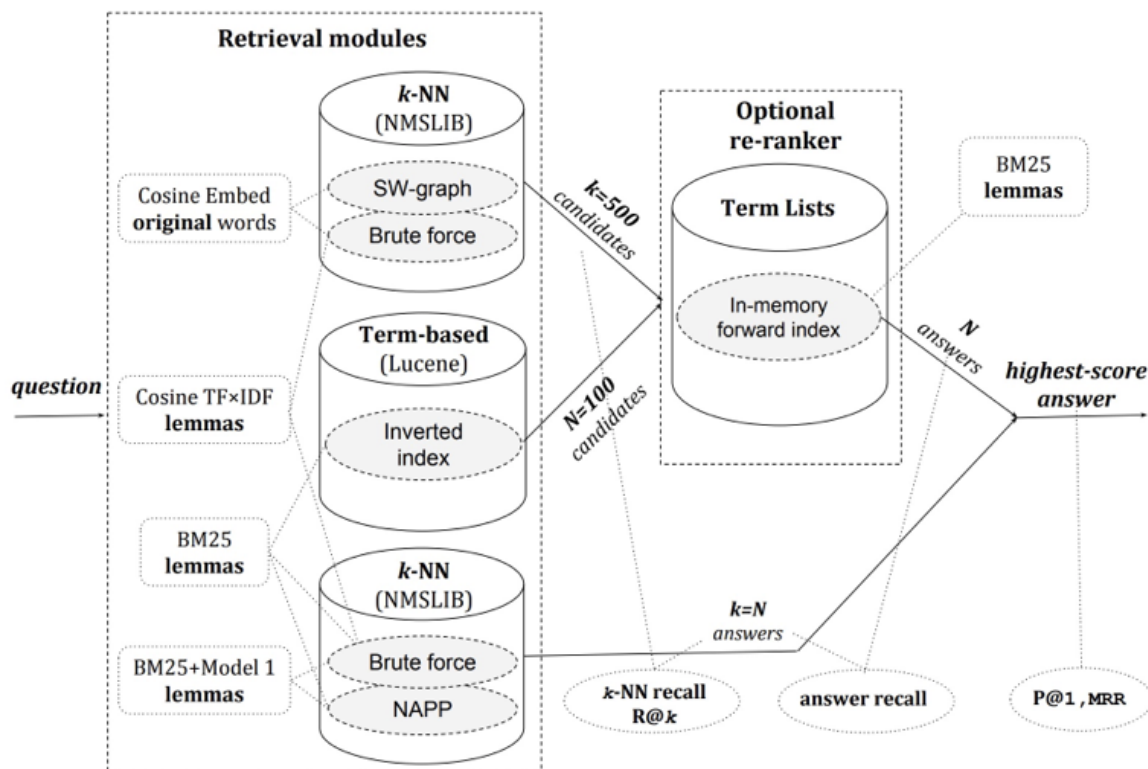 Retrieval modules
k-NN
(NMSLIB)
SW-graph
Brute force
Cosine Embed
original words
Term-based
(Lucene)
Inverted
index
question
Cosine TF×IDF
lemmas
BM25
lemmas
k-NN
(NMSLIB)
Brute force
NAPP
BM25+Model 1
lemmas
k=500
candidates
N=100
candidates
Optional
re-ranker
Term Lists
In-memory
forward index
BM25
lemmas
N
answers
highest-score
answer
k=N
answers
k-NN recall
R@k
answer recall
P@1,MRR